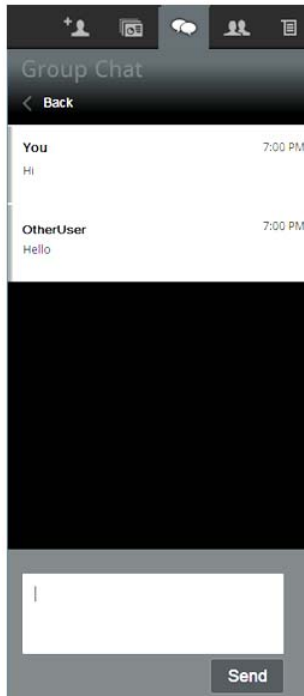 Group Chat
Back
You 7:00 PM
Hi
OtherUser 7:00 PM
Hello
Send